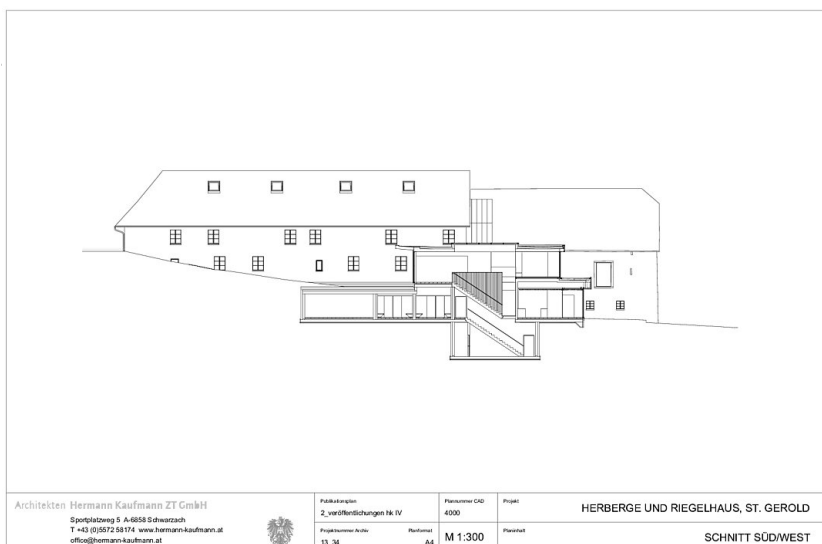 Architekten Hermann Kaufmann ZT GmbH
Sportplatzweg 5 A-6858 Schwarzach
T +43 (0)5572 58174 www.hermann-kaufmann.at
office@hermann-kaufmann.at
Publikationsplan
2_veröffentlichungen hk IV
Plannummer CAD
4000
Projekt
HERBERGE UND RIEGELHAUS, ST. GEROLD
Projektnummer Archiv
13_34
Planformat
A4
M 1:300
Planinhalt
SCHNITT SÜD/WEST